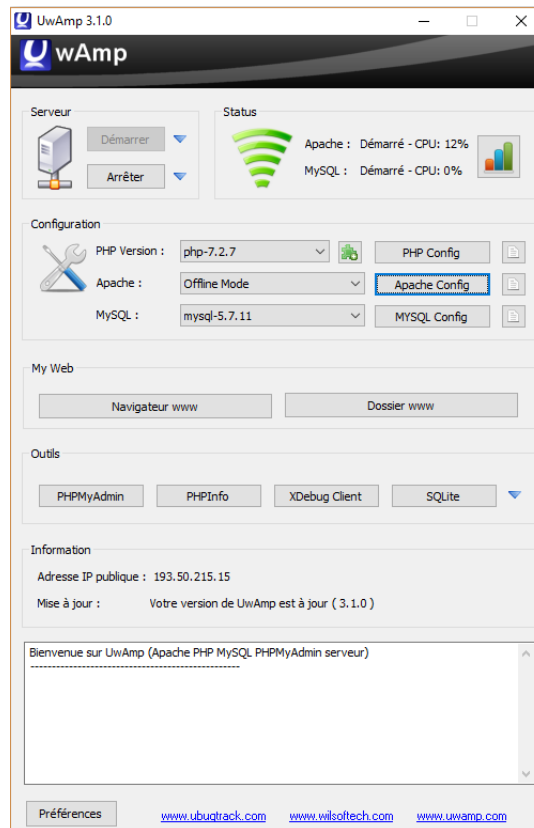 UwAmp 3.1.0
UwAmp
Serveur
Démarrer
Arrêter
Status
Apache : Démarré - CPU: 12%
MySQL : Démarré - CPU: 0%
Configuration
PHP Version : php-7.2.7 PHP Config
Apache : Offline Mode Apache Config
MySQL : mysql-5.7.11 MYSQL Config
My Web
Navigateur www Dossier www
Outils
PHPMyAdmin PHPInfo XDebug Client SQLite
Information
Adresse IP publique : 193.50.215.15
Mise à jour : Votre version de UwAmp est à jour ( 3.1.0 )
Bienvenue sur UwAmp (Apache PHP MySQL PHPMyAdmin serveur)
------------------------------------------------
Préférences www.ubugtrack.com www.wilsoftech.com www.uwamp.com